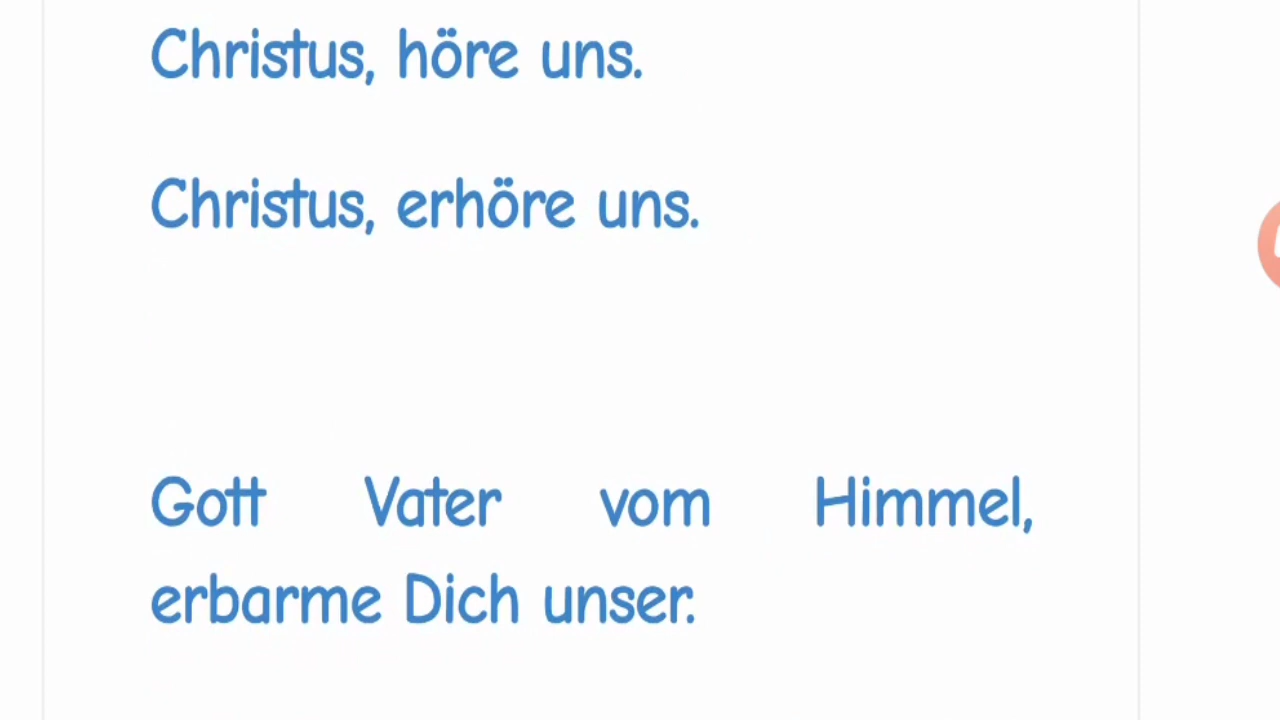 Christus, höre uns.
Christus, erhöre uns.
Gott Vater vom Himmel,
erbarme Dich unser.